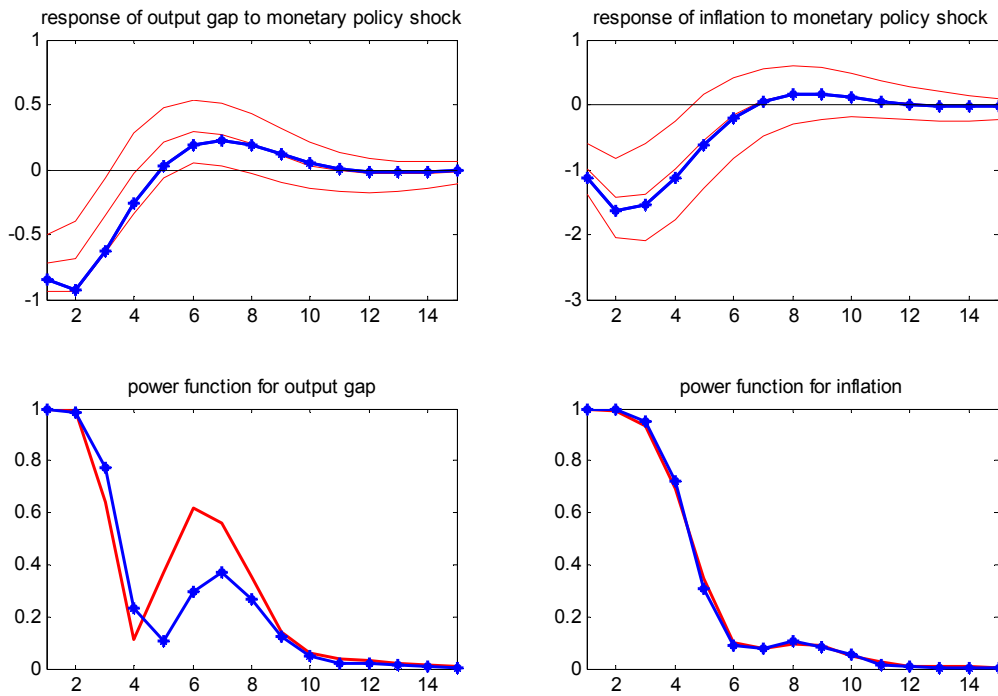 response of output gap to monetary policy shock
response of inflation to monetary policy shock
1
0.5
0
-0.5
-1
2 4 6 8 10 12 14
1
0
-1
-2
-3
2 4 6 8 10 12 14
power function for output gap
power function for inflation
1
0.8
0.6
0.4
0.2
0
2 4 6 8 10 12 14
1
0.8
0.6
0.4
0.2
0
2 4 6 8 10 12 14